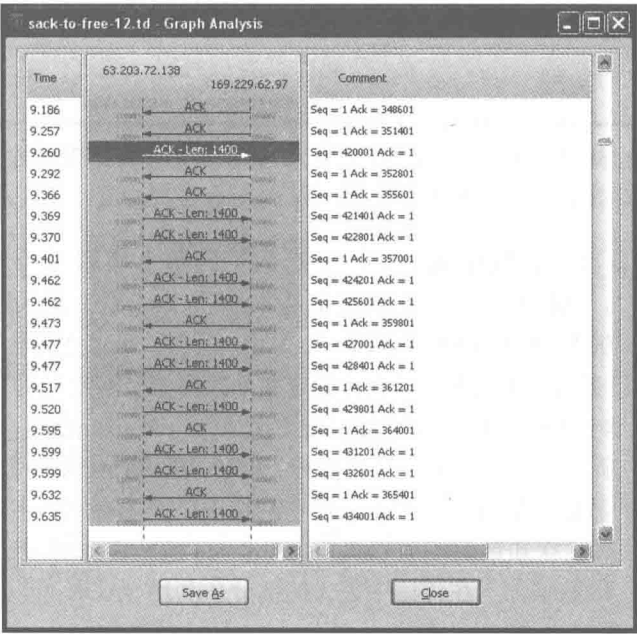 sack-to-free-12.td - Graph Analysis
Time
63.203.72.138
169.229.62.97
Comment
9.186 ACK Seq = 1 Ack = 348601
9.257 ACK Seq = 1 Ack = 351401
9.260 ACK - Len: 1400 Seq = 420001 Ack = 1
9.292 ACK Seq = 1 Ack = 352801
9.366 ACK Seq = 1 Ack = 355601
9.369 ACK - Len: 1400 Seq = 421401 Ack = 1
9.370 ACK - Len: 1400 Seq = 422801 Ack = 1
9.401 ACK Seq = 1 Ack = 357001
9.462 ACK - Len: 1400 Seq = 424201 Ack = 1
9.462 ACK - Len: 1400 Seq = 425601 Ack = 1
9.473 ACK Seq = 1 Ack = 359801
9.477 ACK - Len: 1400 Seq = 427001 Ack = 1
9.477 ACK - Len: 1400 Seq = 428401 Ack = 1
9.517 ACK Seq = 1 Ack = 361201
9.520 ACK - Len: 1400 Seq = 429801 Ack = 1
9.595 ACK Seq = 1 Ack = 364001
9.599 ACK - Len: 1400 Seq = 431201 Ack = 1
9.599 ACK - Len: 1400 Seq = 432601 Ack = 1
9.632 ACK Seq = 1 Ack = 365401
9.635 ACK - Len: 1400 Seq = 434001 Ack = 1
Save As
Close